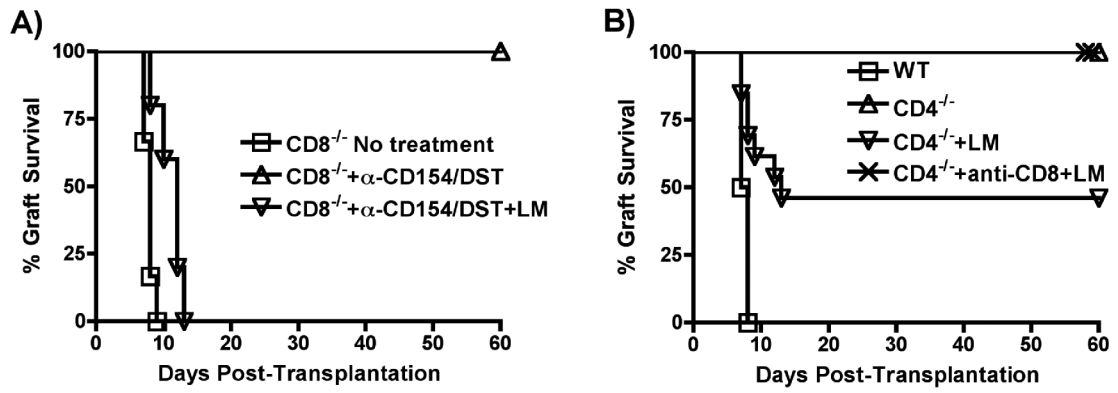 A)
% Graft Survival
100
75
50
25
0
0 10 20 30 40 50 60
Days Post-Transplantation
CD8-/- No treatment
CD8-/-+α-CD154/DST
CD8-/-+α-CD154/DST+LM
B)
% Graft Survival
100
75
50
25
0
0 10 20 30 40 50 60
Days Post-Transplantation
WT
CD4-/-
CD4-/-+LM
CD4-/-+anti-CD8+LM